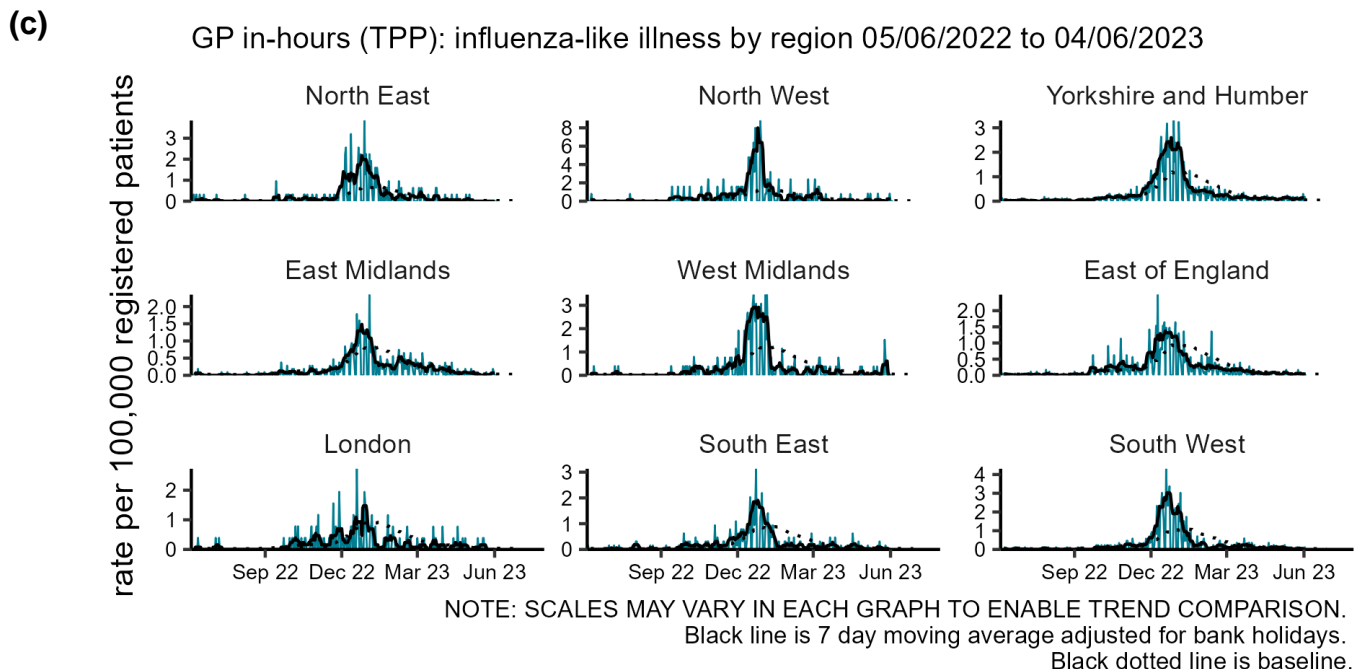 (c)
GP in-hours (TPP): influenza-like illness by region 05/06/2022 to 04/06/2023
rate per 100,000 registered patients
North East
3
2
1
0
North West
8
6
4
2
0
Yorkshire and Humber
3
2
1
0
East Midlands
2.0
1.5
1.0
0.5
0.0
West Midlands
3
2
1
0
East of England
2.0
1.5
1.0
0.5
0.0
London
2
1
0
Sep 22 Dec 22 Mar 23 Jun 23
South East
3
2
1
0
Sep 22 Dec 22 Mar 23 Jun 23
South West
4
3
2
1
0
Sep 22 Dec 22 Mar 23 Jun 23
NOTE: SCALES MAY VARY IN EACH GRAPH TO ENABLE TREND COMPARISON.
Black line is 7 day moving average adjusted for bank holidays.
Black dotted line is baseline.